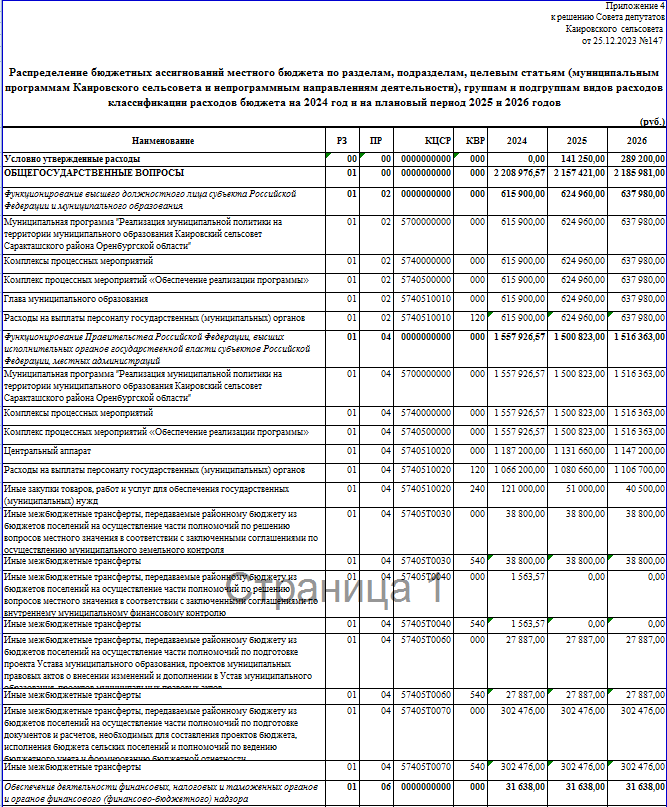 Приложение 4
к решению Совета депутатов
Каировского сельсовета
от 25.12.2023 №147
Распределение бюджетных ассигнований местного бюджета по разделам, подразделам, целевым статьям (муниципальным
программам Каировского сельсовета и непрограммным направлениям деятельности), группам и подгруппам видов расходов
классификации расходов бюджета на 2024 год и на плановый период 2025 и 2026 годов
(руб.)
Наименование РЗ ПР КЦСР КВР 2024 2025 2026
Условно утвержденные расходы 00 00 0000000000 000 0,00 141 250,00 289 200,00
ОБЩЕГОСУДАРСТВЕННЫЕ ВОПРОСЫ 01 00 0000000000 000 2 208 976,57 2 157 421,00 2 185 981,00
Функционирование высшего должностного лица субъекта Российской 01 02 0000000000 000 615 900,00 624 960,00 637 980,00
Федерации и муниципального образования
Муниципальная программа "Реализация муниципальной политики на 01 02 5700000000 000 615 900,00 624 960,00 637 980,00
территории муниципального образования Каировский сельсовет
Саракташского района Оренбургской области"
Комплексы процессных мероприятий 01 02 5740000000 000 615 900,00 624 960,00 637 980,00
Комплекс процессных мероприятий «Обеспечение реализации программы» 01 02 5740500000 000 615 900,00 624 960,00 637 980,00
Глава муниципального образования 01 02 5740510010 000 615 900,00 624 960,00 637 980,00
Расходы на выплаты персоналу государственных (муниципальных) органов 01 02 5740510010 120 615 900,00 624 960,00 637 980,00
Функционирование Правительства Российской Федерации, высших 01 04 0000000000 000 1 557 926,57 1 500 823,00 1 516 363,00
исполнительных органов государственной власти субъектов Российской
Федерации, местных администраций
Муниципальная программа "Реализация муниципальной политики на 01 04 5700000000 000 1 557 926,57 1 500 823,00 1 516 363,00
территории муниципального образования Каировский сельсовет
Саракташского района Оренбургской области"
Комплексы процессных мероприятий 01 04 5740000000 000 1 557 926,57 1 500 823,00 1 516 363,00
Комплекс процессных мероприятий «Обеспечение реализации программы» 01 04 5740500000 000 1 557 926,57 1 500 823,00 1 516 363,00
Центральный аппарат 01 04 5740510020 000 1 187 200,00 1 131 660,00 1 147 200,00
Расходы на выплаты персоналу государственных (муниципальных) органов 01 04 5740510020 120 1 066 200,00 1 080 660,00 1 106 700,00
Иные закупки товаров, работ и услуг для обеспечения государственных 01 04 5740510020 240 121 000,00 51 000,00 40 500,00
(муниципальных) нужд
Иные межбюджетные трансферты, передаваемые районному бюджету из 01 04 57405Т0030 000 38 800,00 38 800,00 38 800,00
бюджетов поселений на осуществление части полномочий по решению
вопросов местного значения в соответствии с заключенными соглашениями по
осуществлению муниципального земельного контроля
Иные межбюджетные трансферты 01 04 57405Т0030 540 38 800,00 38 800,00 38 800,00
Иные межбюджетные трансферты, передаваемые районному бюджету из 01 04 57405Т0040 000 1 563,57 0,00 0,00
бюджетов поселений на осуществление части полномочий по решению
вопросов местного значения в соответствии с заключенными соглашениями по
внутреннему муниципальному финансовому контролю
Страница 1
Иные межбюджетные трансферты 01 04 57405Т0040 540 1 563,57 0,00 0,00
Иные межбюджетные трансферты, передаваемые районному бюджету из 01 04 57405Т0060 000 27 887,00 27 887,00 27 887,00
бюджетов поселений на осуществление части полномочий по подготовке
проекта Устава муниципального образования, проектов муниципальных
правовых актов о внесении изменений и дополнений в Устав муниципального
образования, проектов муниципальных правовых актов
Иные межбюджетные трансферты 01 04 57405Т0060 540 27 887,00 27 887,00 27 887,00
Иные межбюджетные трансферты, передаваемые районному бюджету из 01 04 57405Т0070 000 302 476,00 302 476,00 302 476,00
бюджетов поселений на осуществление части полномочий по подготовке
документов и расчетов, необходимых для составления проектов бюджета,
исполнения бюджета сельских поселений и полномочий по ведению
бюджетного учета и формированию бюджетной отчетности
Иные межбюджетные трансферты 01 04 57405Т0070 540 302 476,00 302 476,00 302 476,00
Обеспечение деятельности финансовых, налоговых и таможенных органов 01 06 0000000000 000 31 638,00 31 638,00 31 638,00
и органов финансового (финансово-бюджетного) надзора